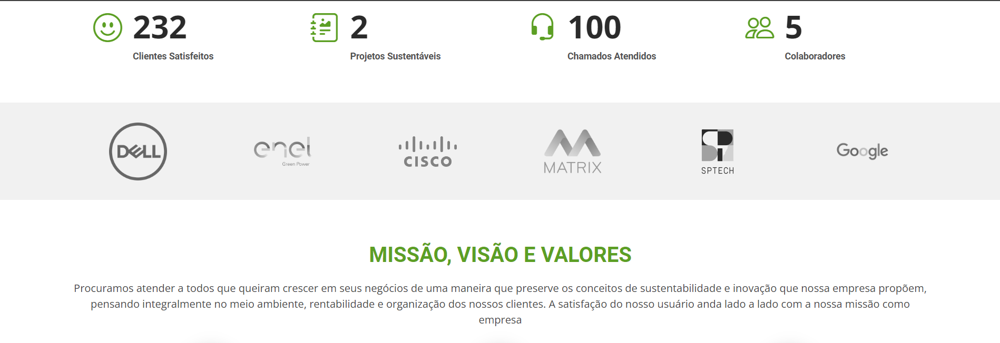 232
Clientes Satisfeitos
2
Projetos Sustentáveis
100
Chamados Atendidos
5
Colaboradores
DELL
enel
Green Power
CISCO
MATRIX
SPTECH
Google
MISSÃO, VISÃO E VALORES
Procuramos atender a todos que queiram crescer em seus negócios de uma maneira que preserve os conceitos de sustentabilidade e inovação que nossa empresa propõem,
pensando integralmente no meio ambiente, rentabilidade e organização dos nossos clientes. A satisfação do nosso usuário anda lado a lado com a nossa missão como
empresa